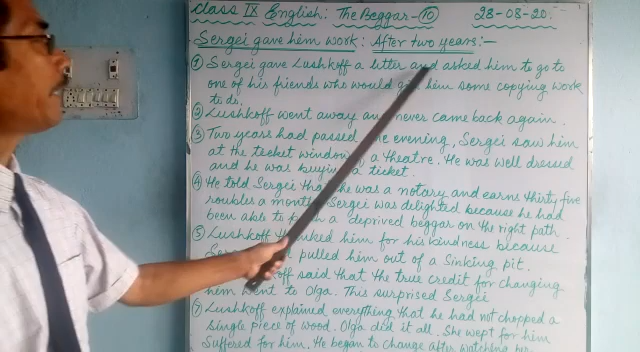 Class IX English: The Beggar-10 28-08-20.
Sergei gave him work: After two years:-
① Sergei gave Lushkoff a letter and asked him to go to
one of his friends who would him some copying work
to do.
② Lushkoff went away never came back again.
③ Two years had passed evening, Sergei saw him
at the ticket window a theatre. He was well dressed
and he was buying a ticket.
④ He told Sergei that he was a notary and earns thirty five
roubles a month Sergei was delighted because he had
been able to a deprived beggar on the right path.
⑤ Lushkoff him for his kindness because
pulled him out of a sinking pit.
said that the true credit for changing
him went to Olga. This surprised Sergei
⑦ Lushkoff explained everything that he had not chopped a
single piece of wood. Olga did it all. She wept for him
suffered for him. He began to change after watching her